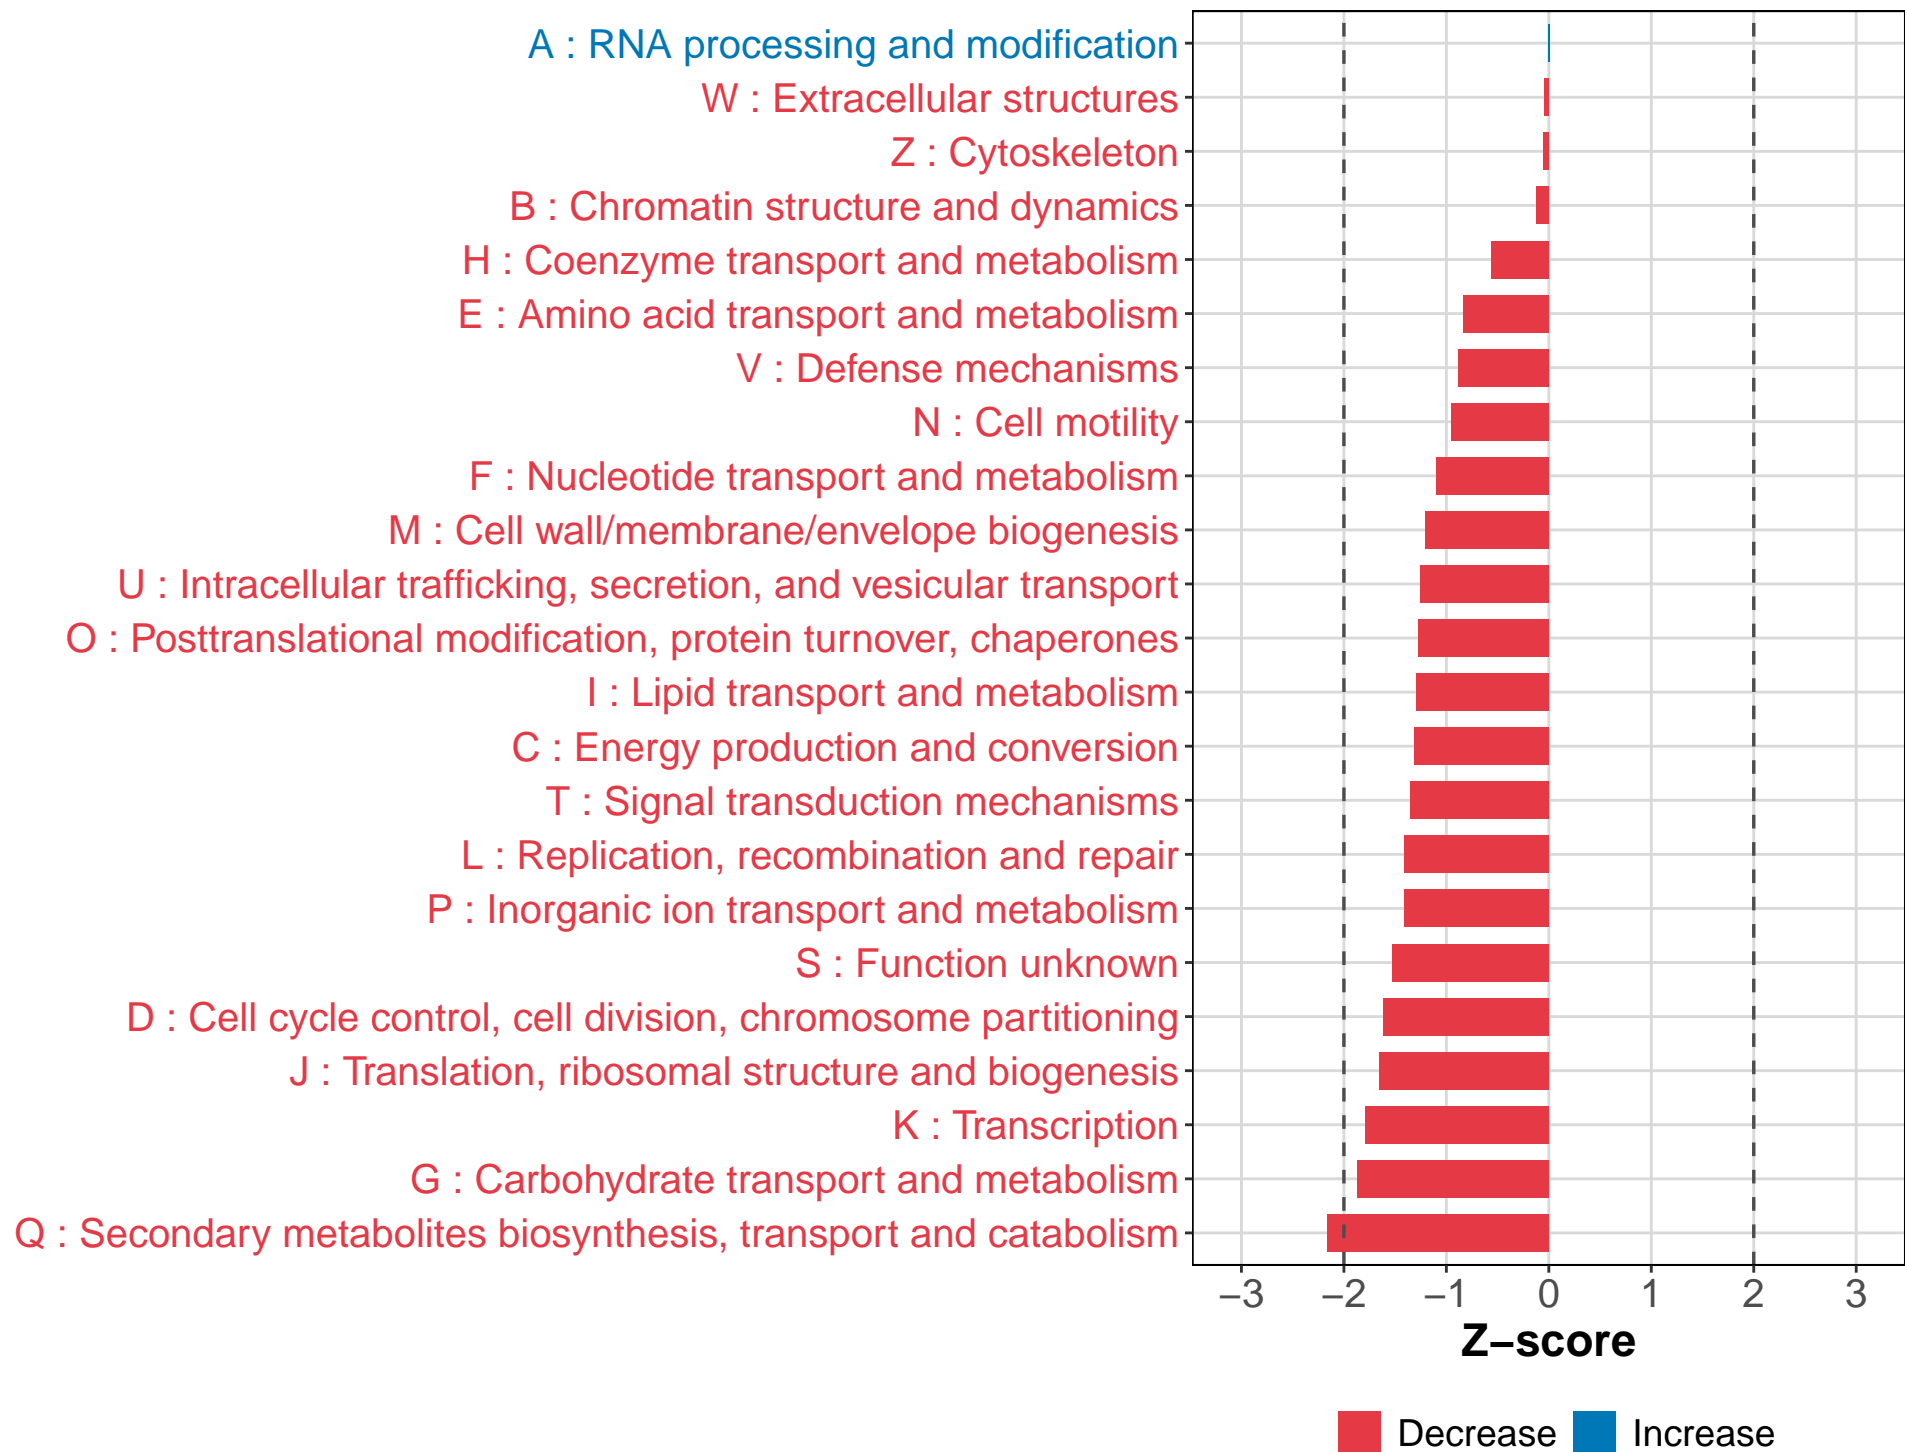 A : RNA processing and modification
W : Extracellular structures
Z : Cytoskeleton
B : Chromatin structure and dynamics
H : Coenzyme transport and metabolism
E : Amino acid transport and metabolism
V : Defense mechanisms
N : Cell motility
F : Nucleotide transport and metabolism
M : Cell wall/membrane/envelope biogenesis
U : Intracellular trafficking, secretion, and vesicular transport
O : Posttranslational modification, protein turnover, chaperones
I : Lipid transport and metabolism
C : Energy production and conversion
T : Signal transduction mechanisms
L : Replication, recombination and repair
P : Inorganic ion transport and metabolism
S : Function unknown
D : Cell cycle control, cell division, chromosome partitioning
J : Translation, ribosomal structure and biogenesis
K : Transcription
G : Carbohydrate transport and metabolism
Q : Secondary metabolites biosynthesis, transport and catabolism
−3 −2 −1 0 1 2 3
Z−score
Decrease Increase